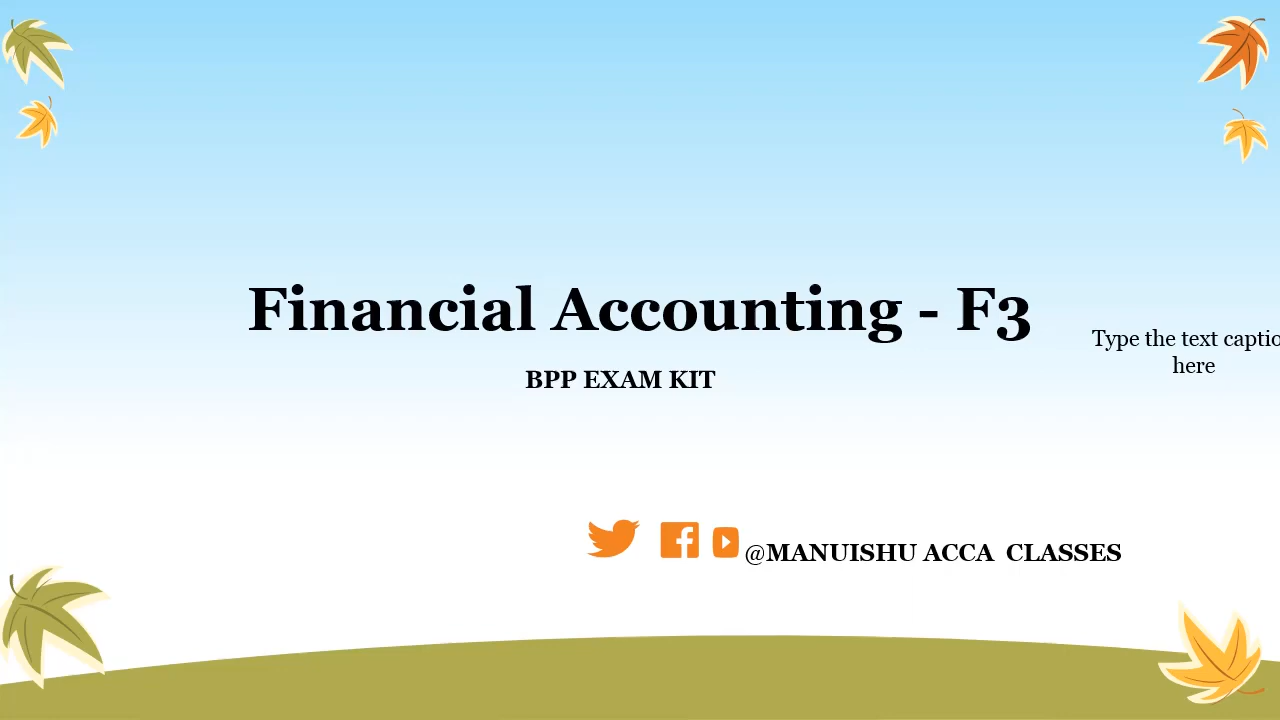 Financial Accounting - F3
BPP EXAM KIT
Type the text captio
here
@MANUISHU ACCA  CLASSES